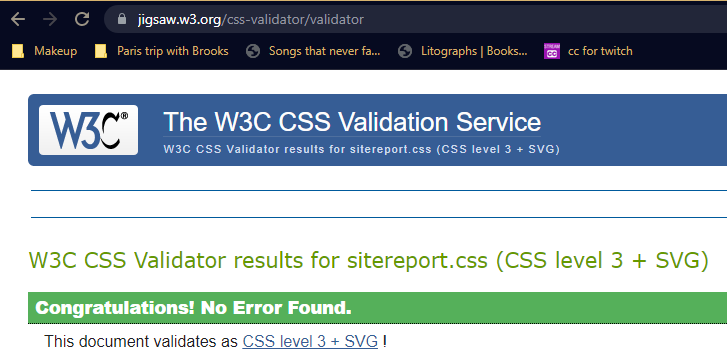 jigsaw.w3.org/css-validator/validator
Makeup
Paris trip with Brooks
Songs that never fa...
Litographs | Books...
STREAM CC
cc for twitch
W3C®
The W3C CSS Validation Service
W3C CSS Validator results for sitereport.css (CSS level 3 + SVG)
W3C CSS Validator results for sitereport.css (CSS level 3 + SVG)
Congratulations! No Error Found.
This document validates as CSS level 3 + SVG !